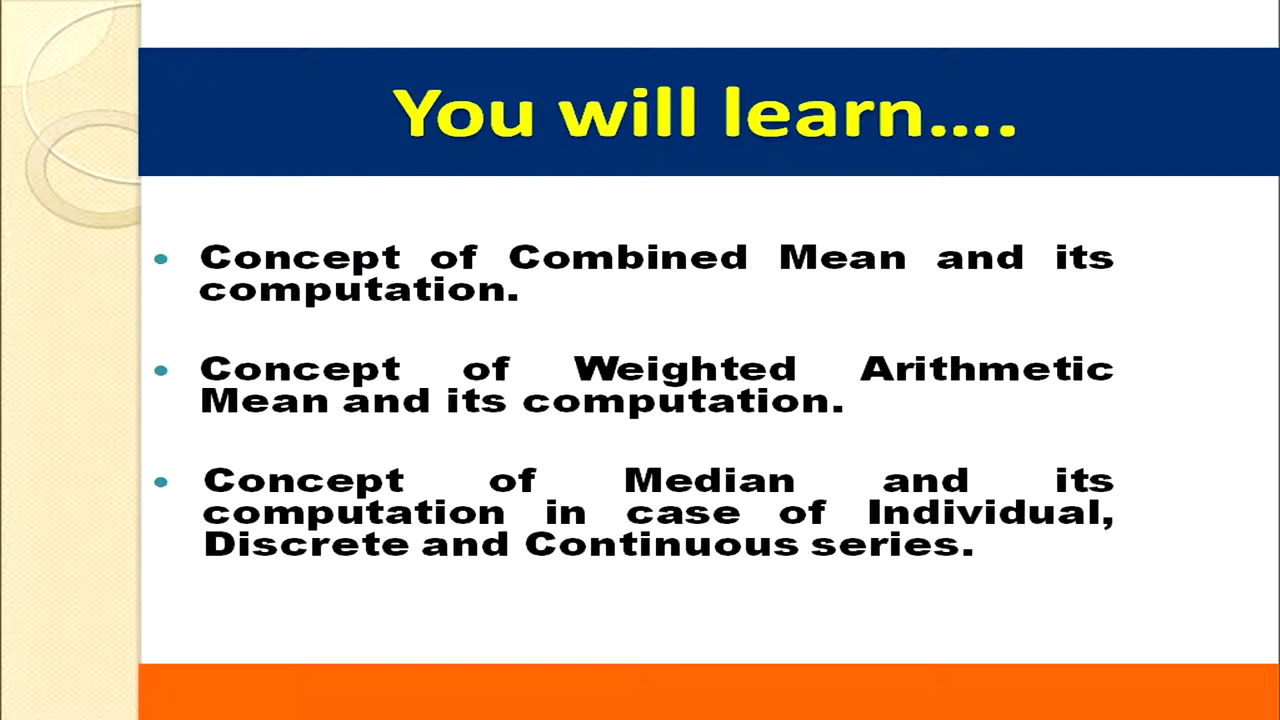 You will learn....
• Concept of Combined Mean and its
computation.
• Concept of Weighted Arithmetic
Mean and its computation.
• Concept of Median and its
computation in case of Individual,
Discrete and Continuous series.